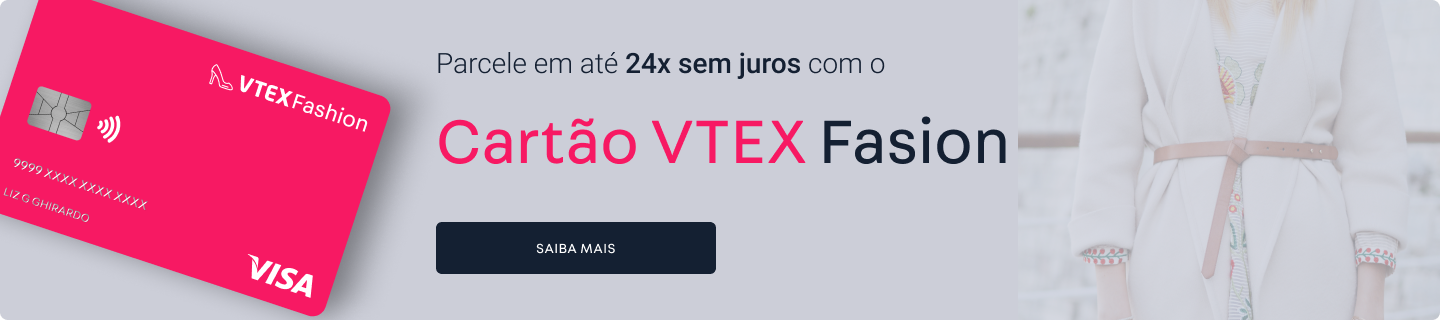 VTEXFashion
9999 XXXX XXXX XXXX
LIZ G GHIRARDO
VISA
Parcele em até 24x sem juros com o
Cartão VTEX Fasion
SAIBA MAIS